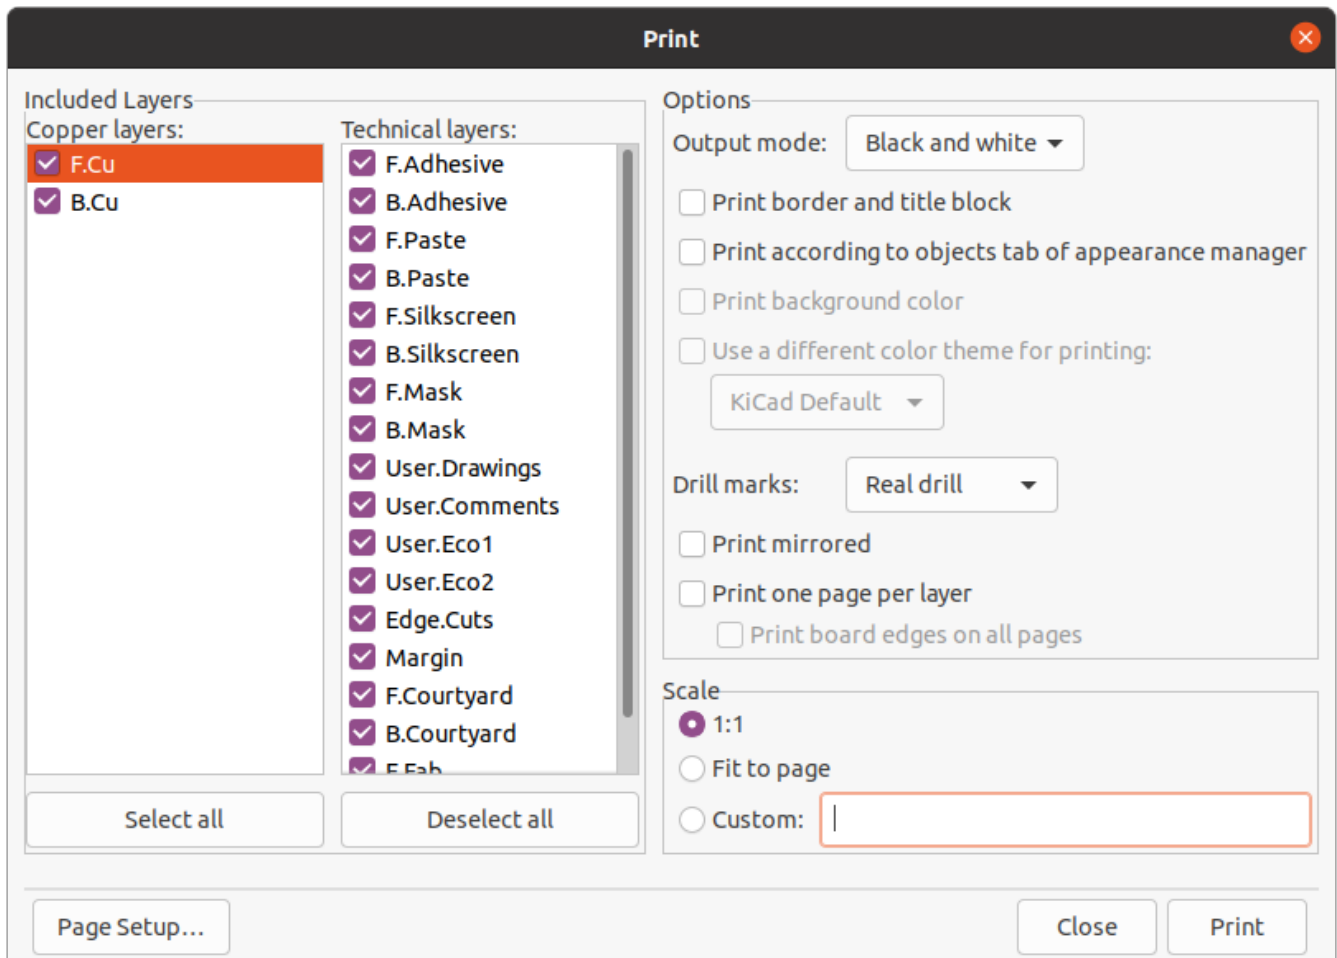 Print
Included Layers
Copper layers:
F.Cu
B.Cu
Select all
Technical layers:
F.Adhesive
B.Adhesive
F.Paste
B.Paste
F.Silkscreen
B.Silkscreen
F.Mask
B.Mask
User.Drawings
User.Comments
User.Eco1
User.Eco2
Edge.Cuts
Margin
F.Courtyard
B.Courtyard
F.Fab
Deselect all
Options
Output mode: Black and white
Print border and title block
Print according to objects tab of appearance manager
Print background color
Use a different color theme for printing:
KiCad Default
Drill marks: Real drill
Print mirrored
Print one page per layer
Print board edges on all pages
Scale
1:1
Fit to page
Custom:
Page Setup...
Close
Print